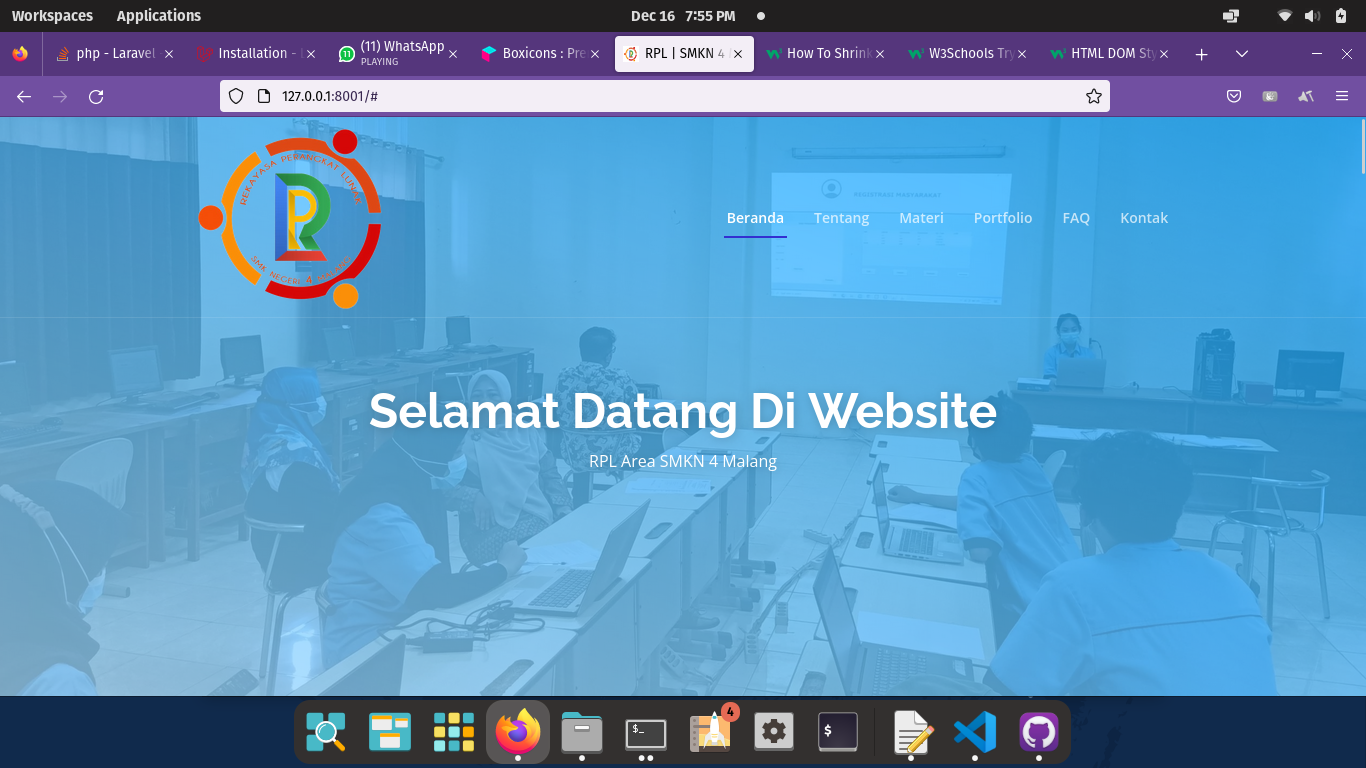 Workspaces Applications Dec 16 7:55 PM
php - Laravel
Installation - L
(11) WhatsApp
PLAYING
Boxicons : Pre
RPL | SMKN 4
How To Shrink
W3Schools Try
HTML DOM Sty
127.0.0.1:8001/#
REKAYASA PERANGKAT LUNAK
SMK NEGERI 4 MALANG
REGISTRASI MASYARAKAT
Beranda Tentang Materi Portfolio FAQ Kontak
Selamat Datang Di Website
RPL Area SMKN 4 Malang
4
$_
$